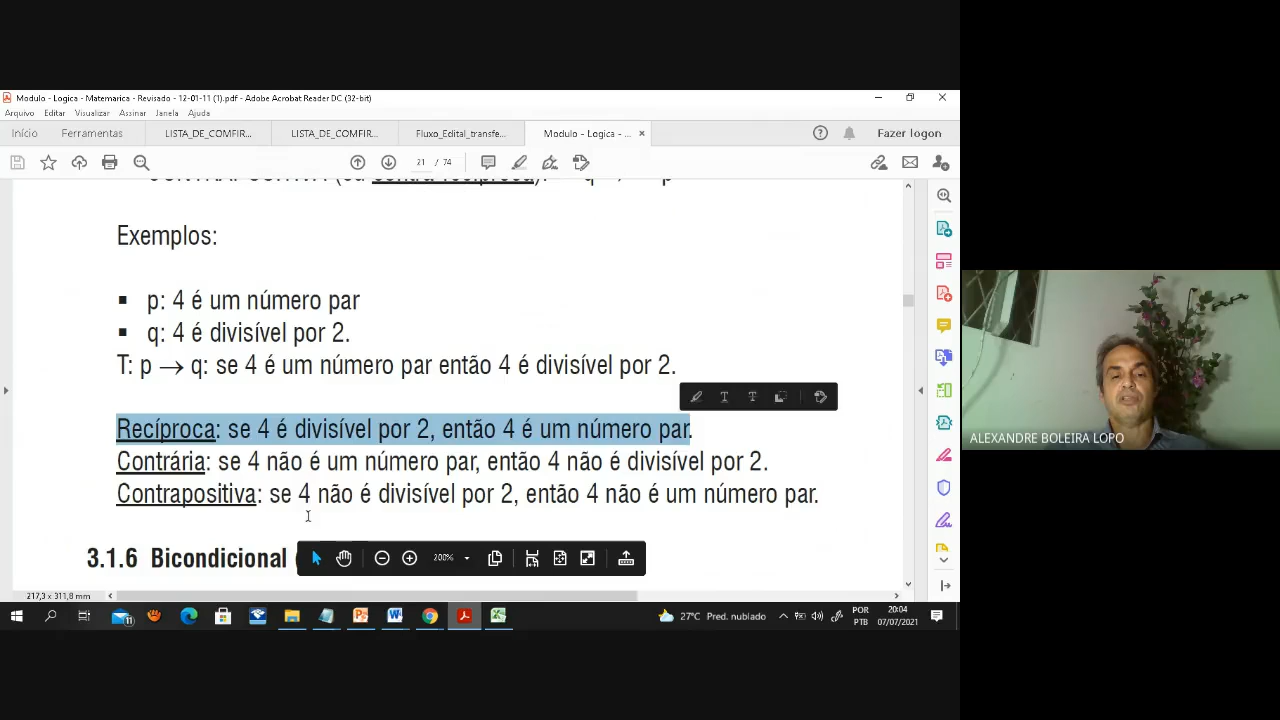 Modulo - Logica - Matemarica - Revisado - 12-01-11 (1).pdf - Adobe Acrobat Reader DC (32-bit)
Arquivo Editar Visualizar Assinar Janela Ajuda
Início Ferramentas LISTA_DE_COMFIR... LISTA_DE_COMFIR... Fluxo_Edital_transfe... Modulo - Logica - ... × Fazer logon
21 / 74
Exemplos:
▪ p: 4 é um número par
▪ q: 4 é divisível por 2.
T: p → q: se 4 é um número par então 4 é divisível por 2.
Recíproca: se 4 é divisível por 2, então 4 é um número par.
Contrária: se 4 não é um número par, então 4 não é divisível por 2.
Contrapositiva: se 4 não é divisível por 2, então 4 não é um número par.
3.1.6 Bicondicional
200%
217,3 x 311,8 mm
ALEXANDRE BOLEIRA LOPO
11
27°C Pred. nublado
POR
PTB
20:04
07/07/2021